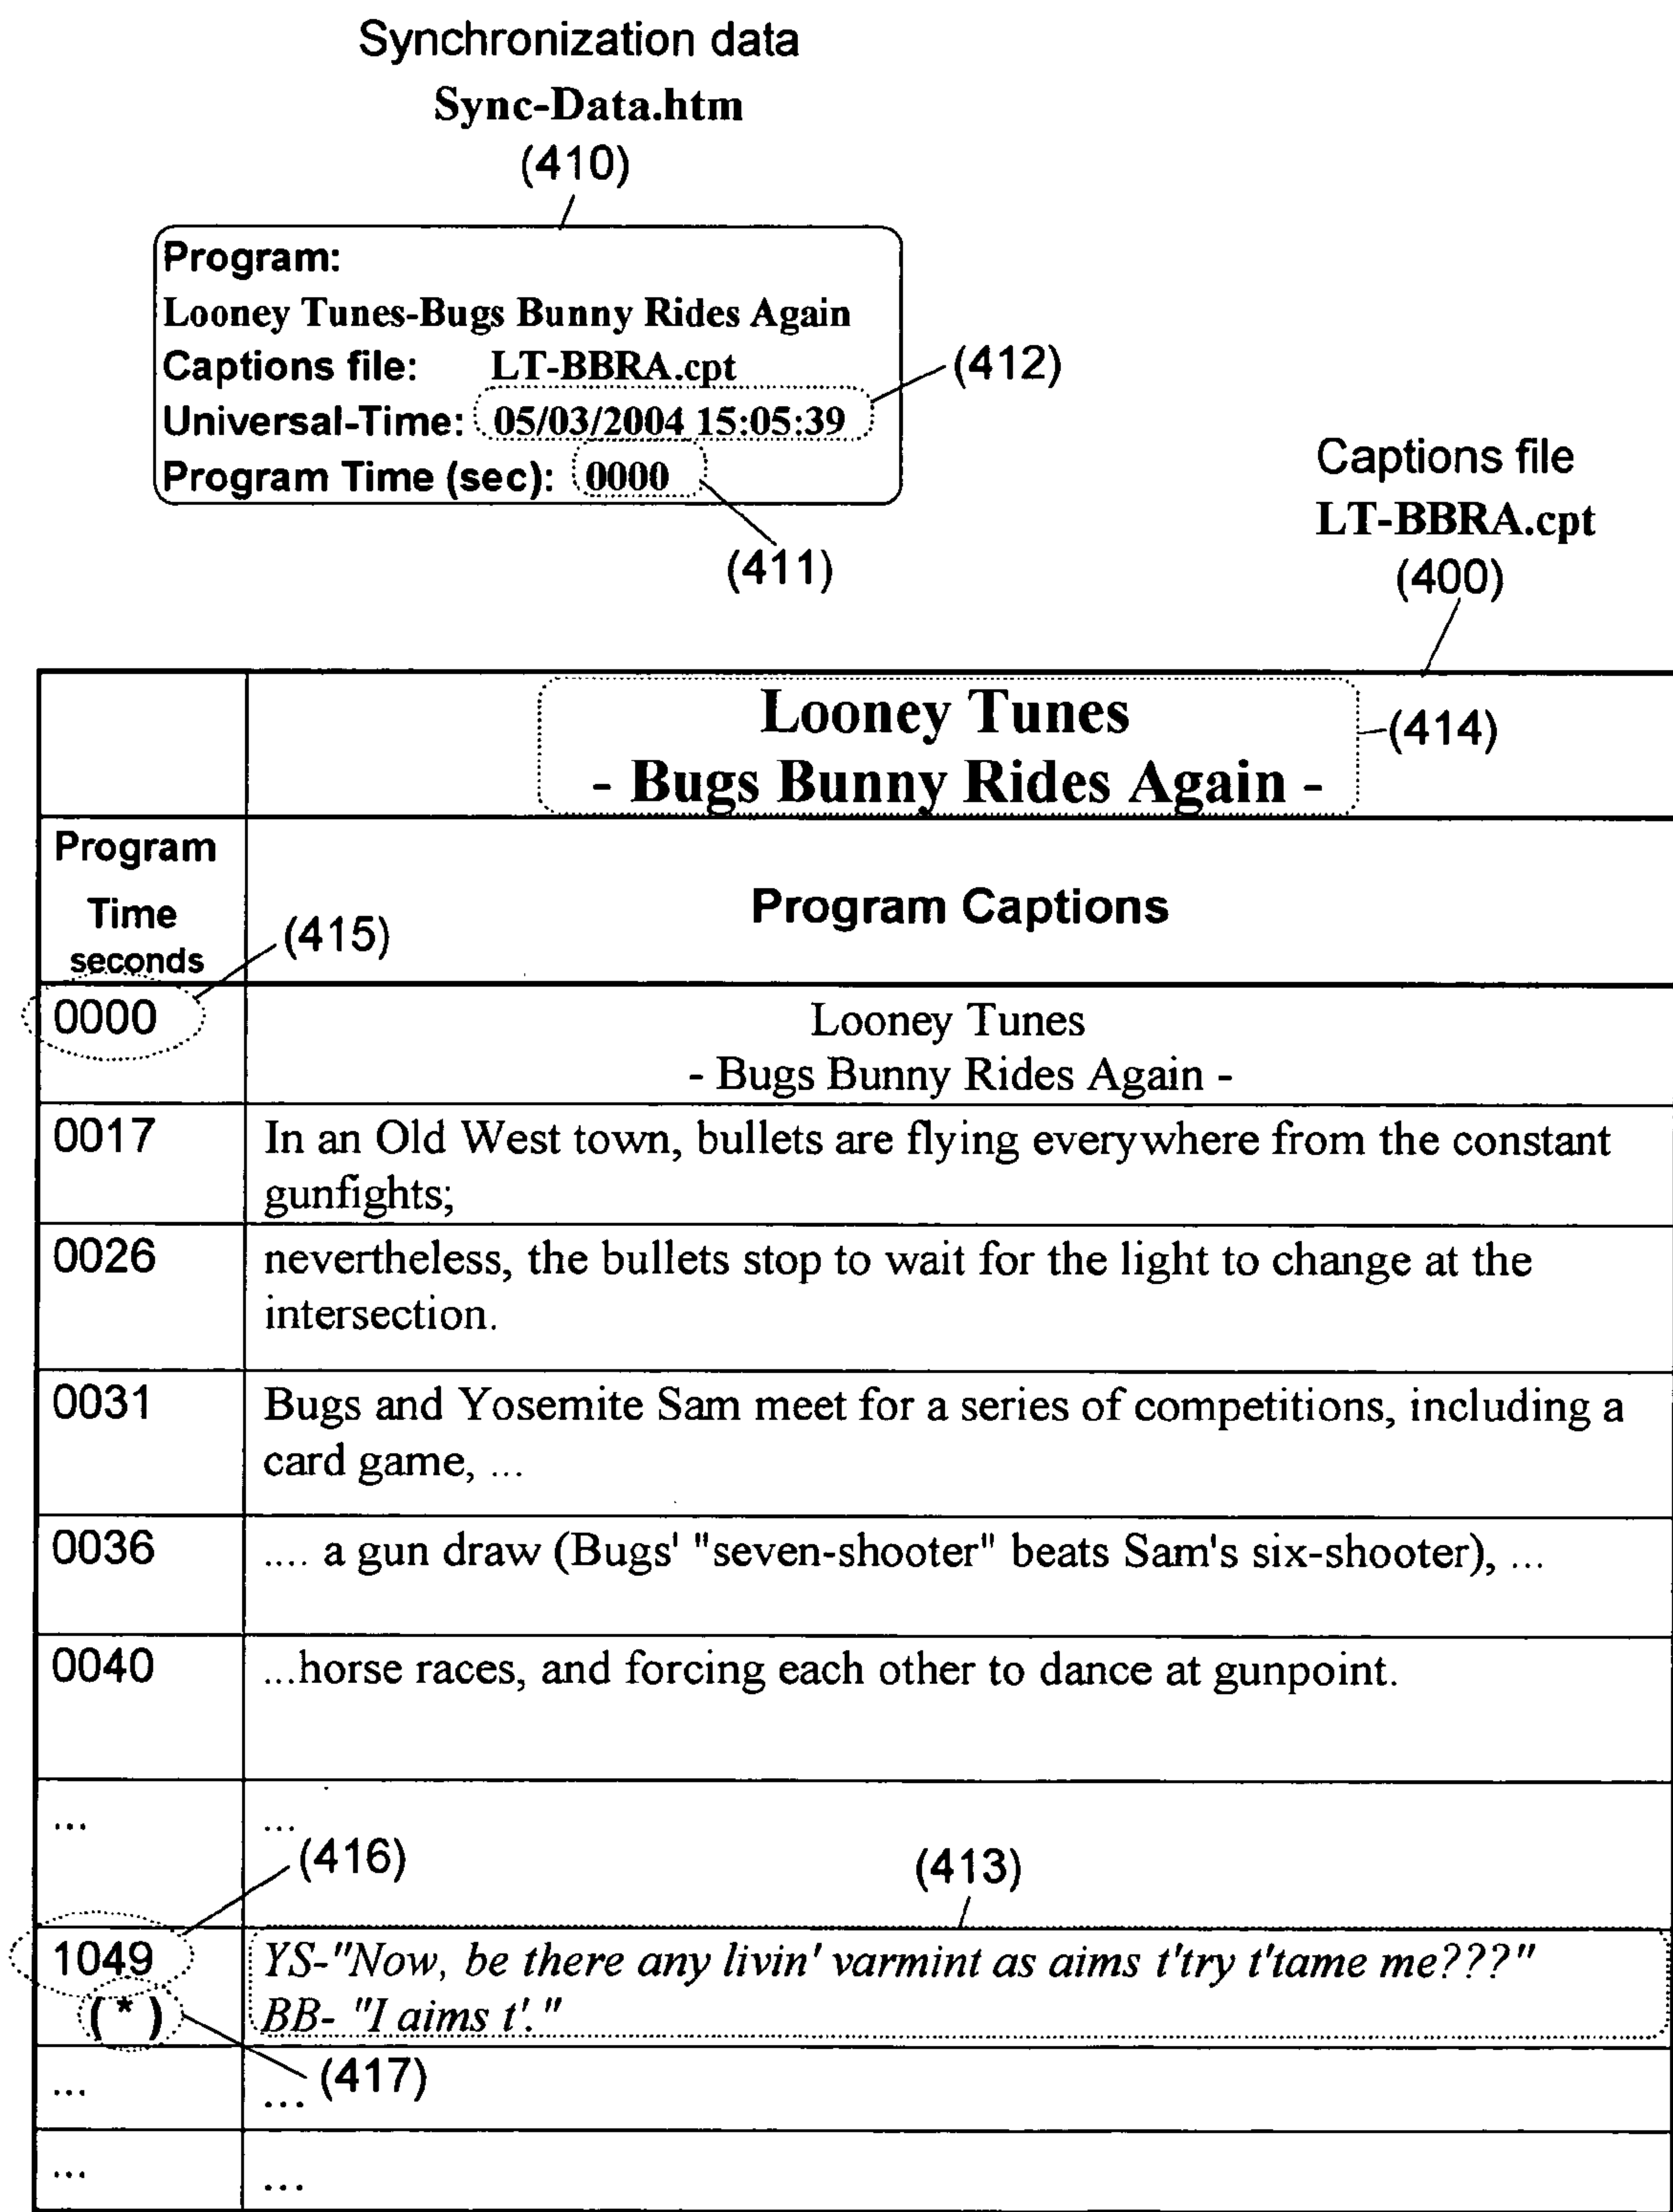 Synchronization data
Sync-Data.htm
(410)
Program:
Looney Tunes-Bugs Bunny Rides Again
Captions file: LT-BBRA.cpt
(412)
Universal-Time: 05/03/2004 15:05:39
Program Time (sec): 0000
(411)
Captions file
LT-BBRA.cpt
(400)
Looney Tunes
- Bugs Bunny Rides Again -
(414)
Program
Time
seconds
(415)
Program Captions
0000
Looney Tunes
- Bugs Bunny Rides Again -
0017
In an Old West town, bullets are flying everywhere from the constant
gunfights;
0026
nevertheless, the bullets stop to wait for the light to change at the
intersection.
0031
Bugs and Yosemite Sam meet for a series of competitions, including a
card game, ...
0036
.... a gun draw (Bugs' "seven-shooter" beats Sam's six-shooter), ...
0040
...horse races, and forcing each other to dance at gunpoint.
... ...
(416)
(413)
1049
(*)
YS-"Now, be there any livin' varmint as aims t'try t'tame me???"
BB- "I aims t'."
(417)
... ...
... ...